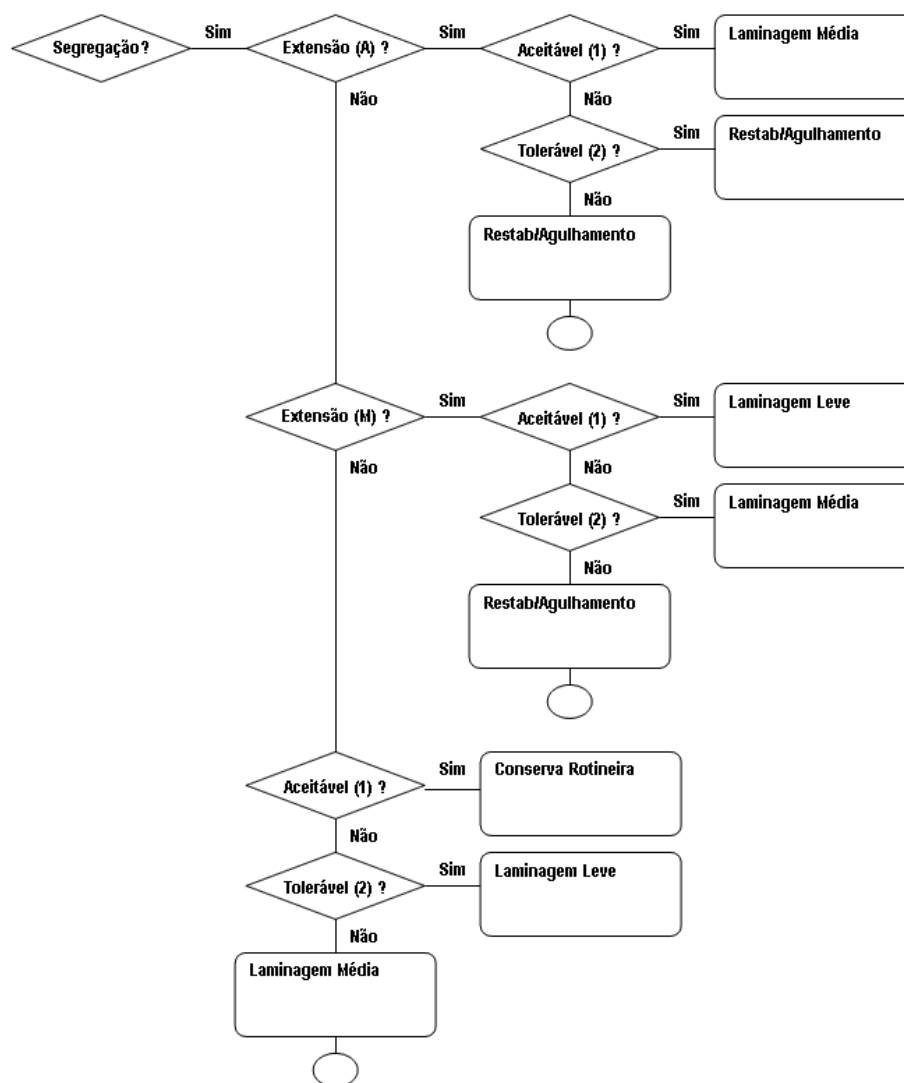 Segregação?
Sim
Extensão (A) ?
Sim
Aceitável (1) ?
Sim
Laminagem Média
Não
Não
Tolerável (2) ?
Sim
Restab/Agulhamento
Não
Restab/Agulhamento
Extensão (M) ?
Sim
Aceitável (1) ?
Sim
Laminagem Leve
Não
Não
Tolerável (2) ?
Sim
Laminagem Média
Não
Restab/Agulhamento
Aceitável (1) ?
Sim
Conserva Rotineira
Não
Tolerável (2) ?
Sim
Laminagem Leve
Não
Laminagem Média